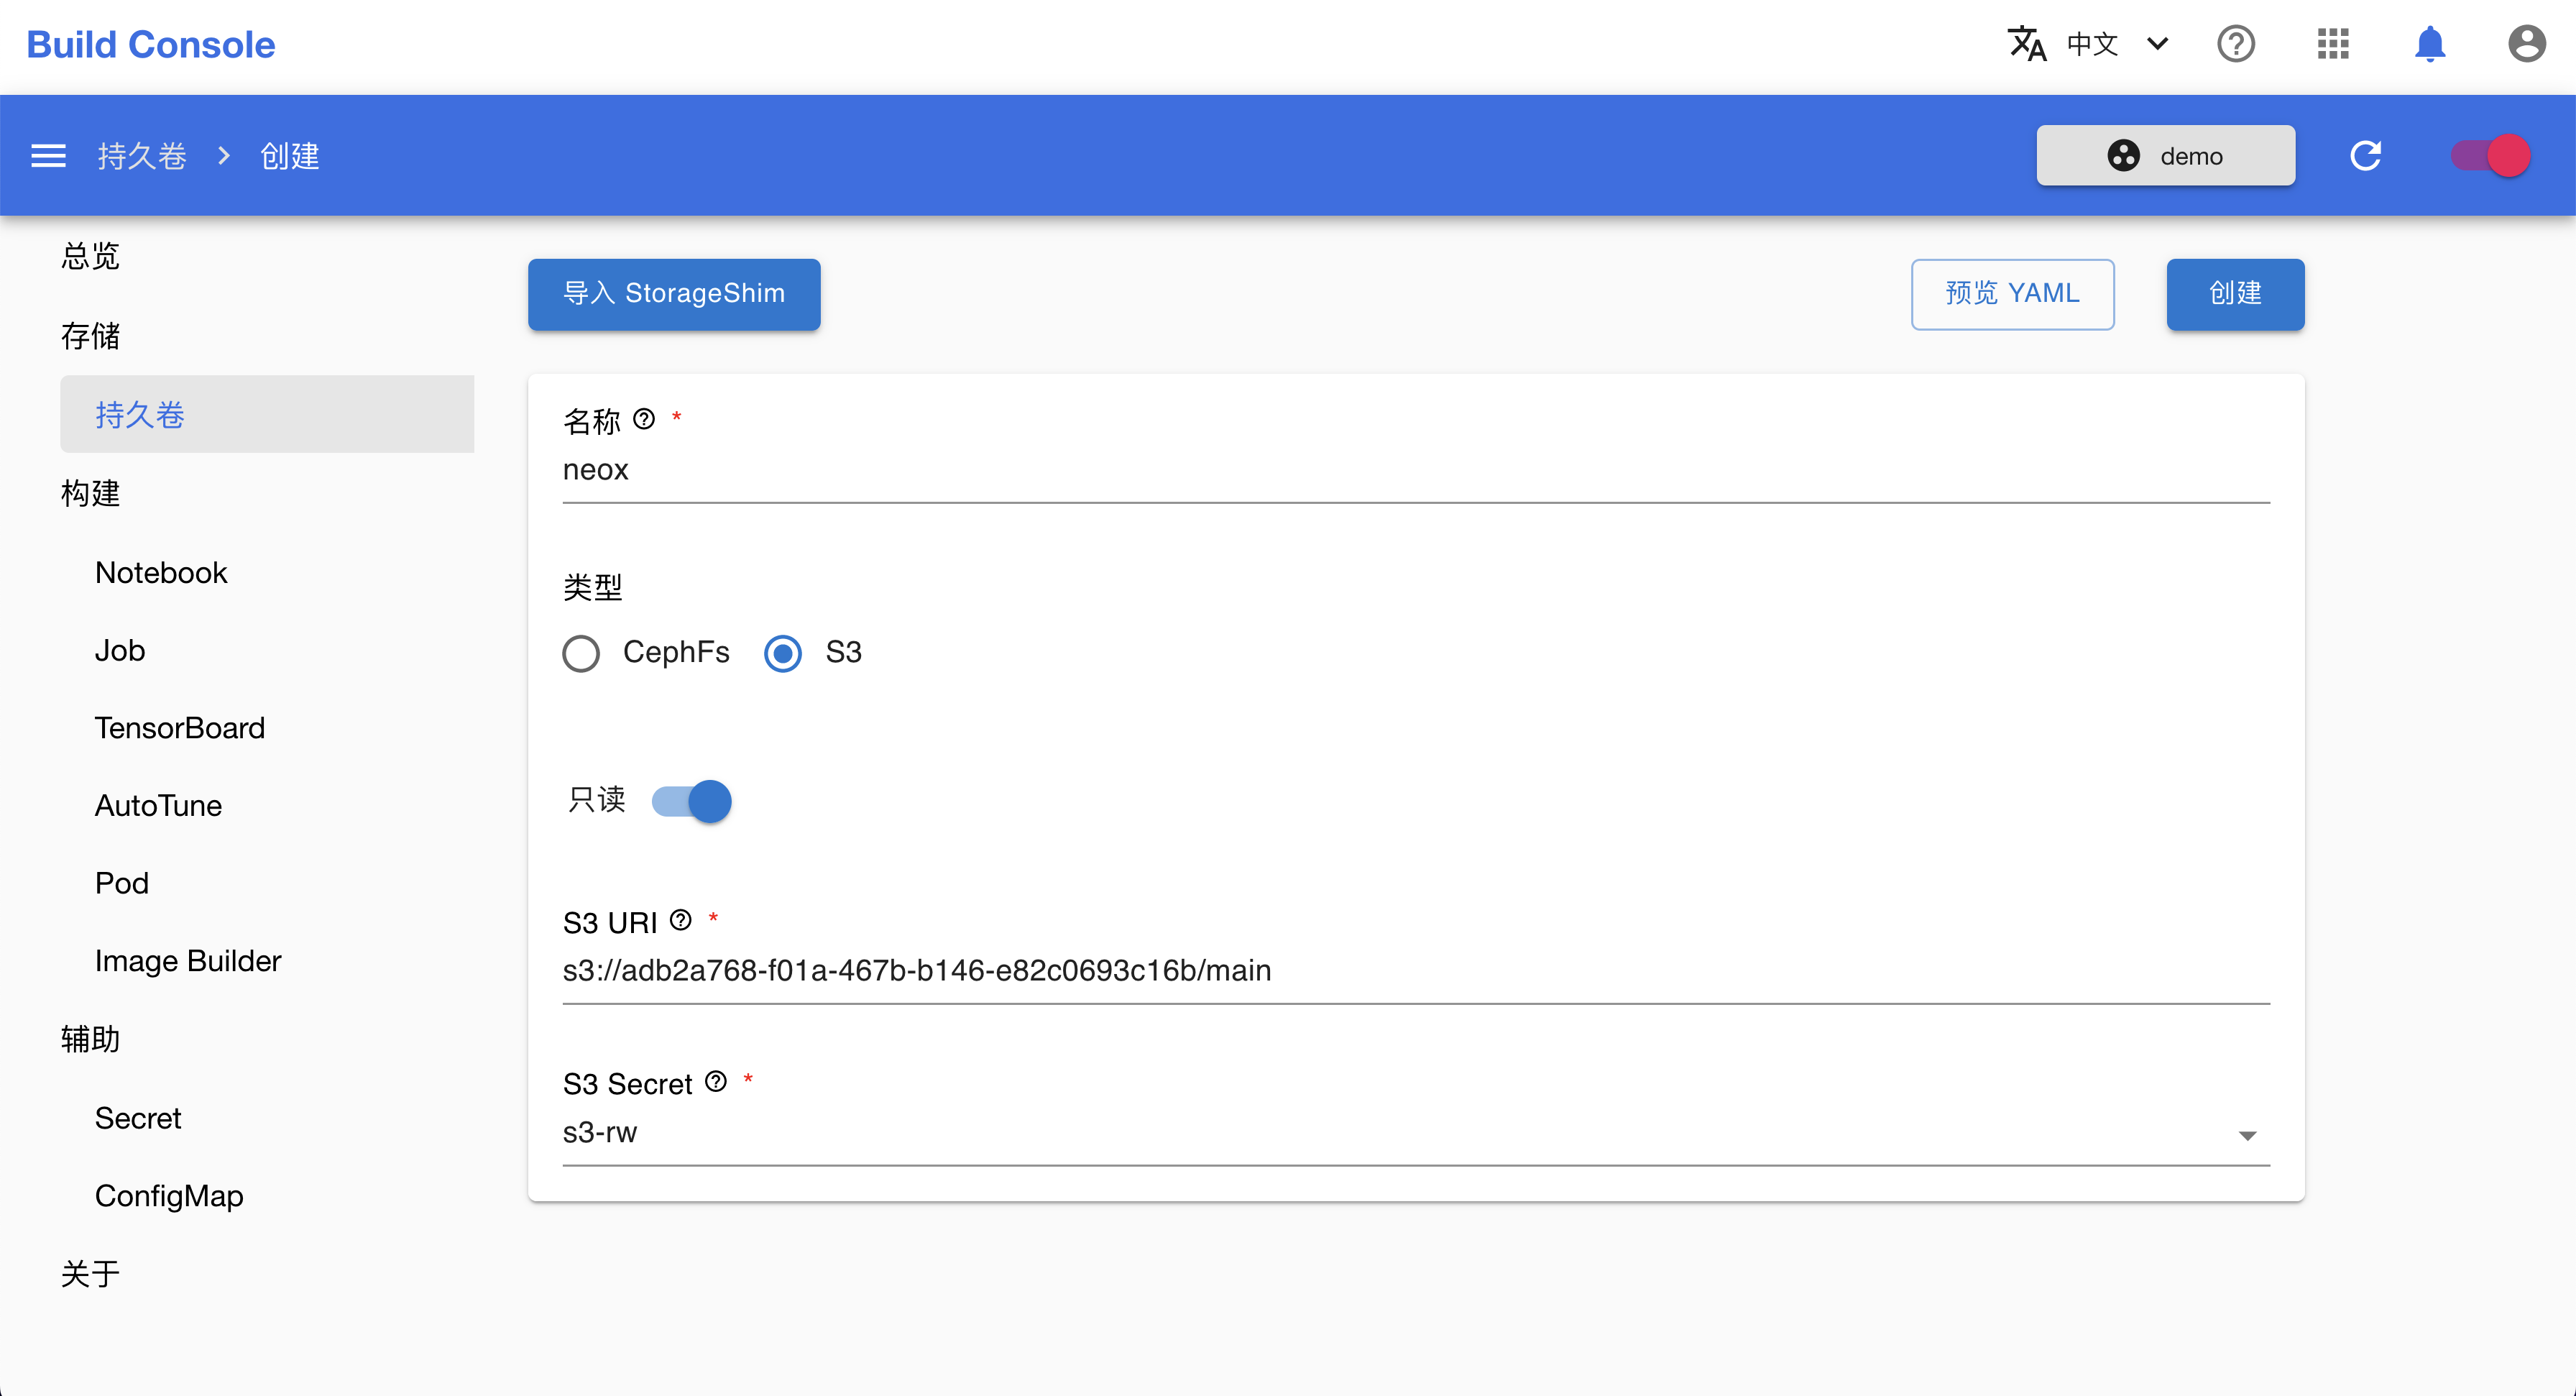 Build Console
中文
持久卷 › 创建
demo
总览
存储
持久卷
构建
Notebook
Job
TensorBoard
AutoTune
Pod
Image Builder
辅助
Secret
ConfigMap
关于
导入 StorageShim
预览 YAML
创建
名称 *
neox
类型
CephFs
S3
只读
S3 URI *
s3://adb2a768-f01a-467b-b146-e82c0693c16b/main
S3 Secret *
s3-rw